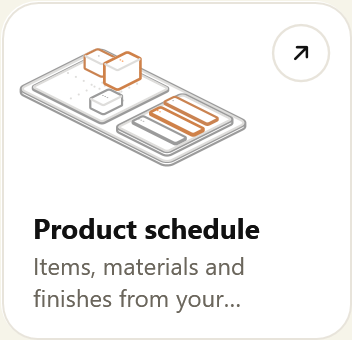 Product schedule
Items, materials and
finishes from your...